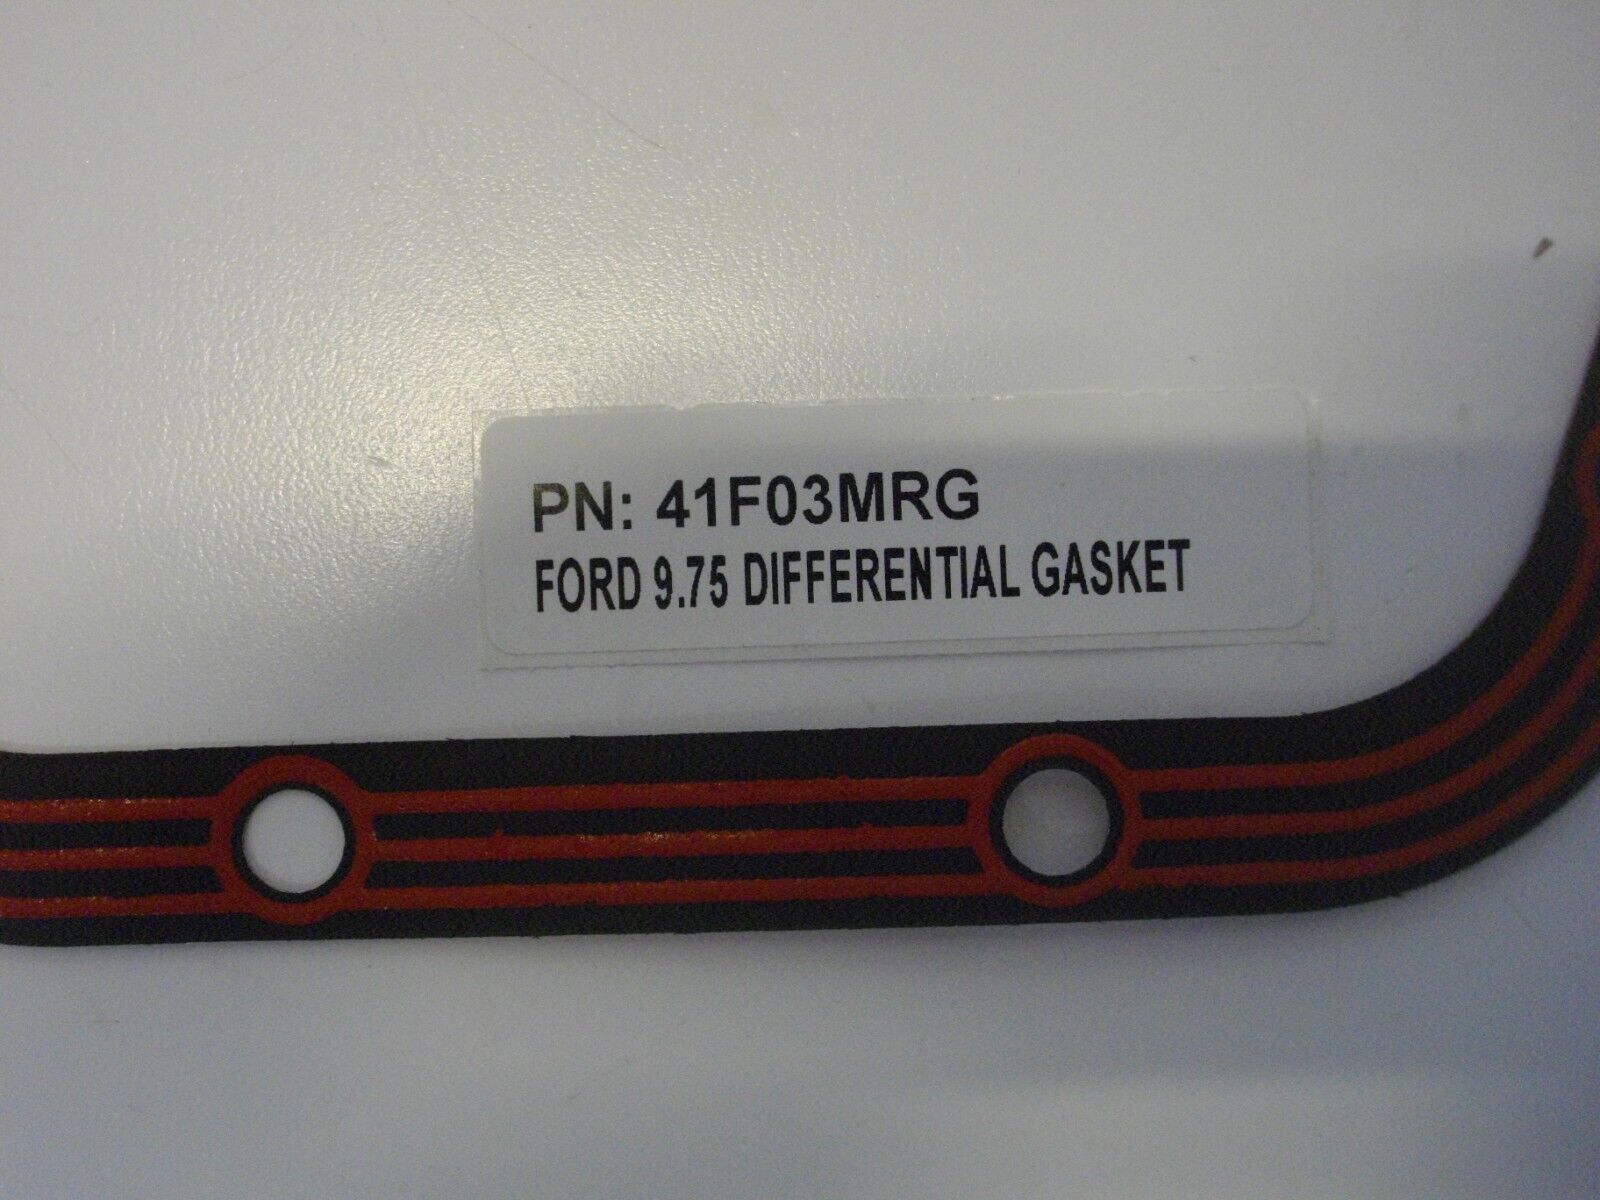 PN: 41F03MRG
FORD 9.75 DIFFERENTIAL GASKET